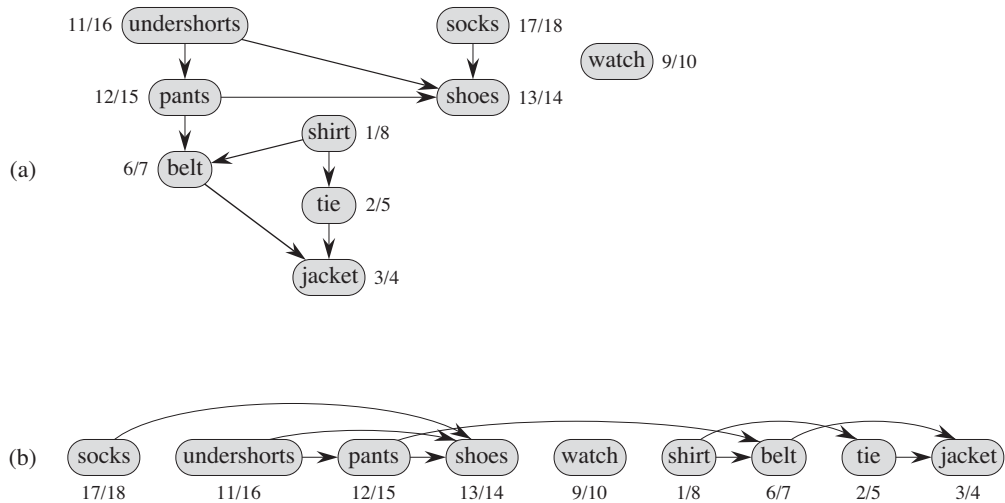 11/16 undershorts socks 17/18
watch 9/10
12/15 pants shoes 13/14
shirt 1/8
(a) 6/7 belt
tie 2/5
jacket 3/4
(b) socks undershorts pants shoes watch shirt belt tie jacket
17/18 11/16 12/15 13/14 9/10 1/8 6/7 2/5 3/4